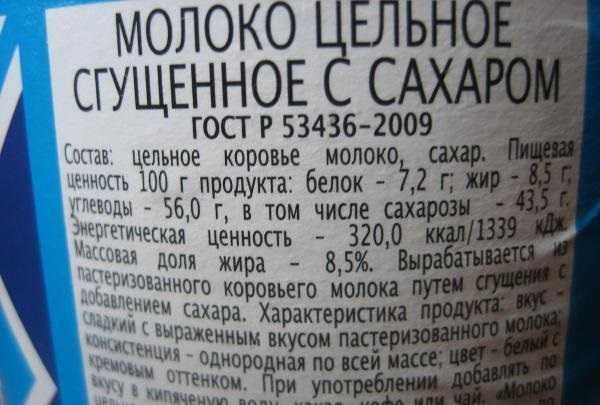 МОЛОКО ЦЕЛЬНОЕ
СГУЩЕННОЕ С САХАРОМ
ГОСТ Р 53436-2009
Состав: цельное коровье молоко, сахар. Пищевая
ценность 100 г продукта: белок - 7,2 г; жир - 8,5 г;
углеводы - 56,0 г, в том числе сахарозы - 43,5 г.
Энергетическая ценность - 320,0 ккал/1339 кДж.
Массовая доля жира - 8,5%. Вырабатывается из
пастеризованного коровьего молока путем сгущения с
добавлением сахара. Характеристика продукта: вкус -
сладкий с выраженным вкусом пастеризованного молока;
консистенция - однородная по всей массе; цвет - белый с
кремовым оттенком. При употреблении добавлять по
вкусу в кипяченую воду, какао, кофе или чай. «Молоко